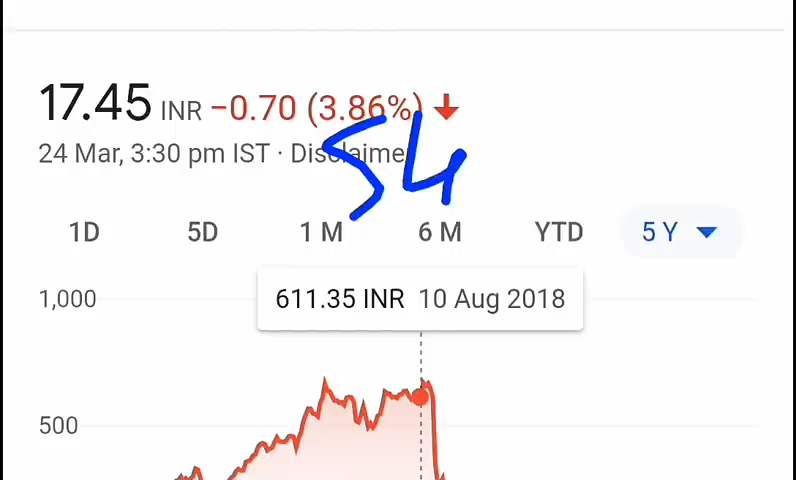 17.45 INR −0.70 (3.86%) ↓
24 Mar, 3:30 pm IST · Disclaimer
54
1D 5D 1 M 6 M YTD 5 Y
611.35 INR 10 Aug 2018
1,000
500